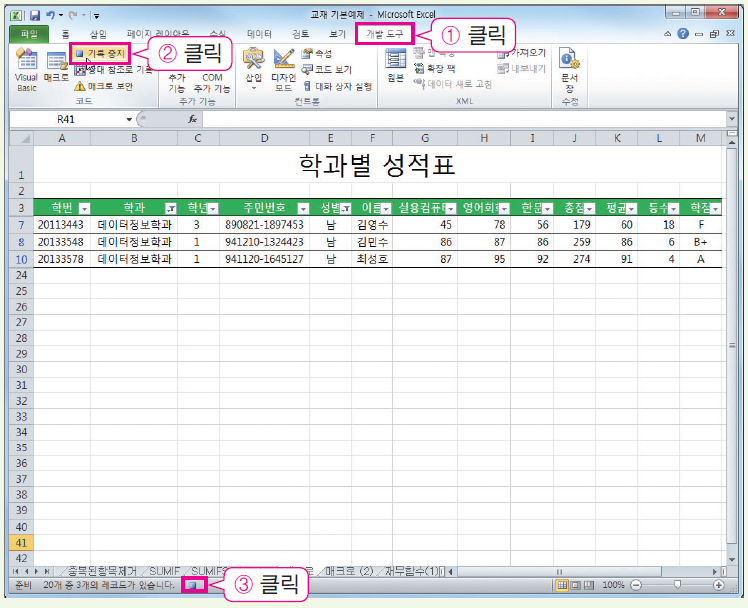 교재 기본예제 - Microsoft Excel
파일 홈 삽입 페이지 레이아웃 수식 데이터 검토 보기 개발 도구
① 클릭
② 클릭
Visual Basic
매크로
기록 중지
상대 참조로 기록
매크로 보안
코드
추가 기능
COM 추가 기능
추가 기능
삽입
디자인 모드
속성
코드 보기
대화 상자 실행
컨트롤
원본
맵 속성
확장 팩
데이터 새로 고침
가져오기
내보내기
XML
문서 창
수정
R41 fx
A B C D E F G H I J K L M
1 학과별 성적표
2
3 학번 학과 학년 주민번호 성별 이름 실용컴퓨터 영어회화 한문 총점 평균 등수 학점
7 20113443 데이터정보학과 3 890821-1897453 남 김영수 45 78 56 179 60 18 F
8 20133548 데이터정보학과 1 941210-1324423 남 김민수 86 87 86 259 86 6 B+
10 20133578 데이터정보학과 1 941120-1645127 남 최성호 87 95 92 274 91 4 A
24
25
26
27
28
29
30
31
32
33
34
35
36
37
38
39
40
41
42
중복된항목제거 SUMIF 매크로 (2) 재무함수(1)
준비 20개 중 3개의 레코드가 있습니다. 100%
③ 클릭